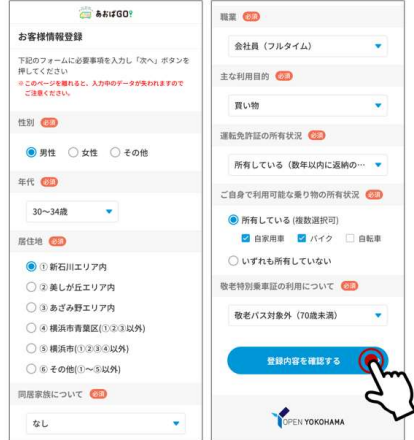 あおばGO!
お客様情報登録
下記のフォームに必要事項を入力し「次へ」ボタンを
押してください
※このページを離れると、入力中のデータが失われますので
ご注意ください。
性別 必須
男性 女性 その他
年代 必須
30〜34歳
居住地 必須
①新石川エリア内
②美しが丘エリア内
③あざみ野エリア内
④横浜市青葉区(①②③以外)
⑤横浜市(①②③④以外)
⑥その他(①〜⑤以外)
同居家族について 必須
なし
職業 必須
会社員（フルタイム）
主な利用目的 必須
買い物
運転免許証の所有状況 必須
所有している（数年以内に返納の…
ご自身で利用可能な乗り物の所有状況 必須
所有している (複数選択可)
自家用車 バイク 自転車
いずれも所有していない
敬老特別乗車証の利用について 必須
敬老パス対象外（70歳未満）
登録内容を確認する
OPEN YOKOHAMA